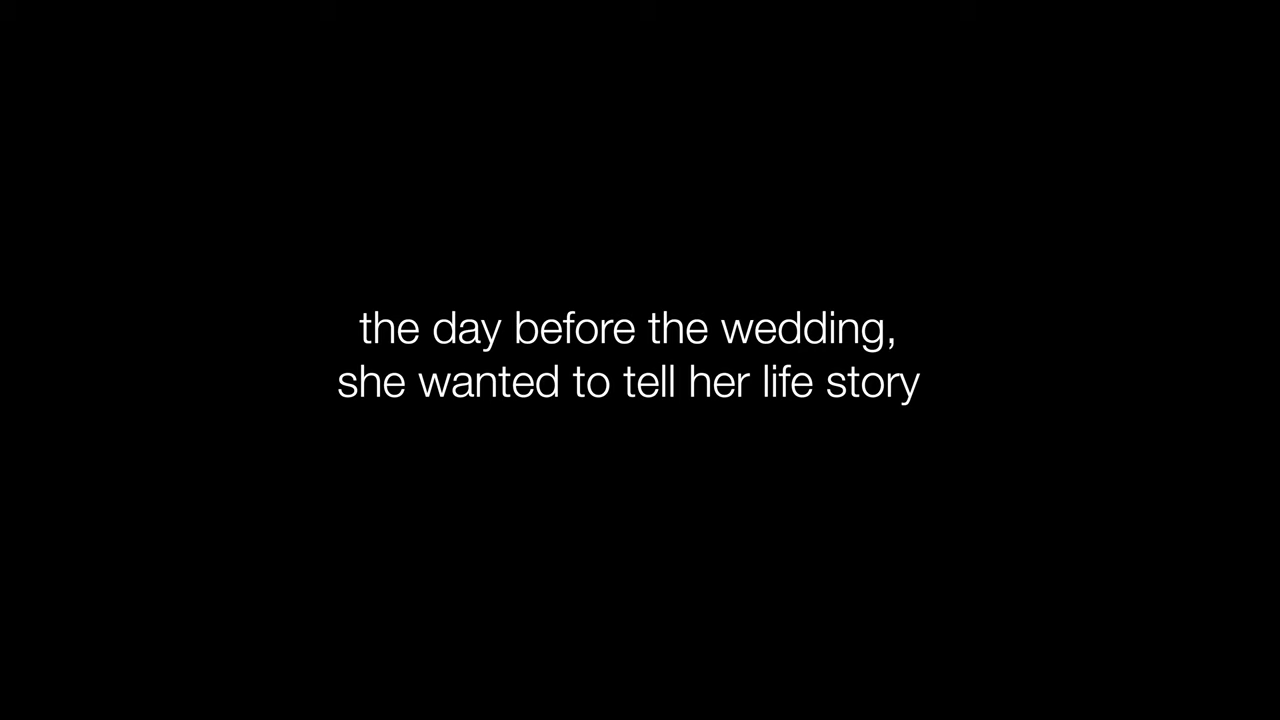 the day before the wedding,
she wanted to tell her life story